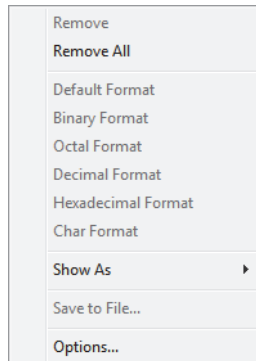 Remove
Remove All
Default Format
Binary Format
Octal Format
Decimal Format
Hexadecimal Format
Char Format
Show As
Save to File...
Options...